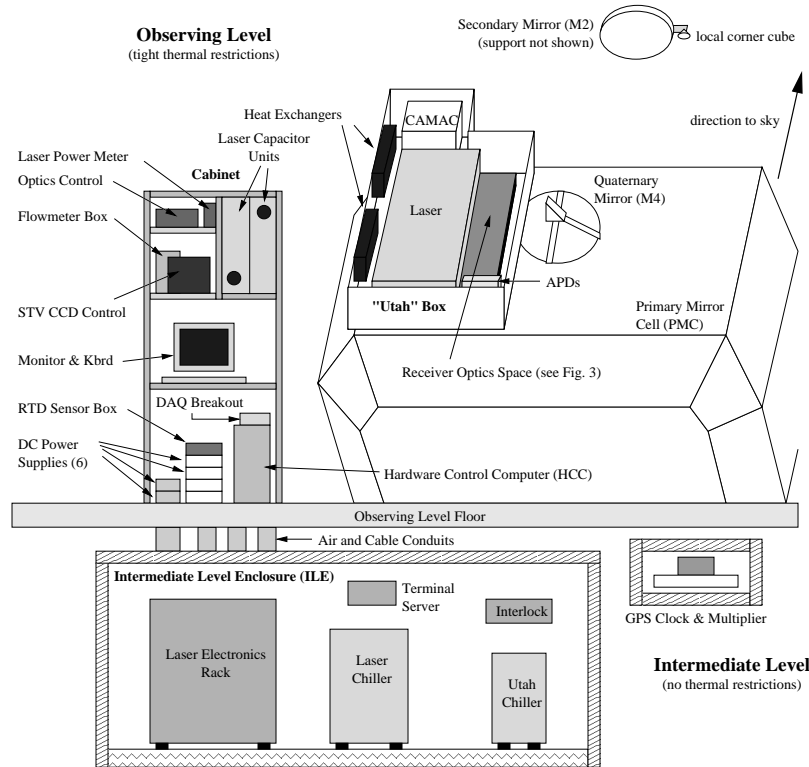 Observing Level
(tight thermal restrictions)
Secondary Mirror (M2)
(support not shown)
local corner cube
direction to sky
Heat Exchangers
CAMAC
Laser Capacitor
Units
Laser Power Meter
Cabinet
Optics Control
Flowmeter Box
Laser
Quaternary
Mirror (M4)
APDs
"Utah" Box
STV CCD Control
Primary Mirror
Cell (PMC)
Monitor & Kbrd
Receiver Optics Space (see Fig. 3)
DAQ Breakout
RTD Sensor Box
DC Power
Supplies (6)
Hardware Control Computer (HCC)
Observing Level Floor
Air and Cable Conduits
Intermediate Level Enclosure (ILE)
Terminal
Server
Interlock
GPS Clock & Multiplier
Laser Electronics
Rack
Laser
Chiller
Utah
Chiller
Intermediate Level
(no thermal restrictions)